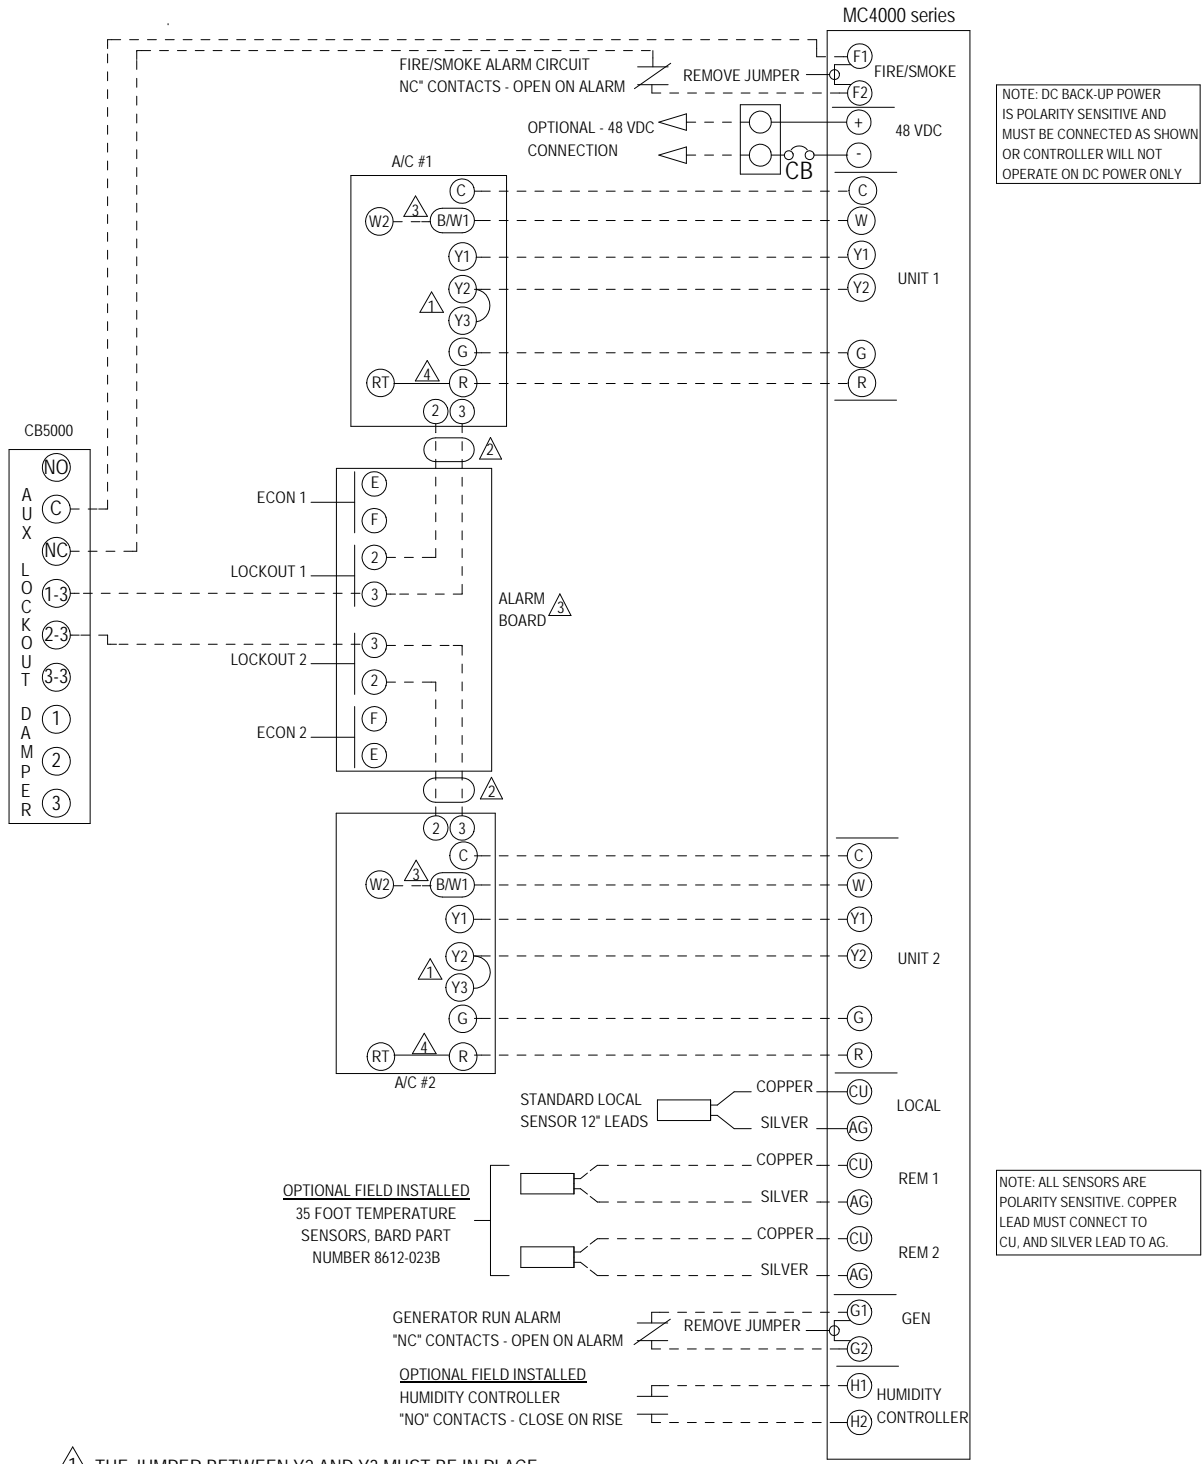 MC4000 series
F1
FIRE/SMOKE ALARM CIRCUIT
NC" CONTACTS - OPEN ON ALARM
REMOVE JUMPER
FIRE/SMOKE
F2
NOTE: DC BACK-UP POWER
IS POLARITY SENSITIVE AND
MUST BE CONNECTED AS SHOWN
OR CONTROLLER WILL NOT
OPERATE ON DC POWER ONLY
OPTIONAL - 48 VDC
CONNECTION
+
48 VDC
-
CB
A/C #1
C
C
W2
3
B/W1
W
Y1
Y1
Y2
Y2
UNIT 1
1
Y3
G
G
RT
4
R
R
2 3
2
CB5000
NO
C
NC
1-3
2-3
3-3
1
2
3
AUX LOCKOUT DAMPER
ECON 1
E
F
LOCKOUT 1
2
3
ALARM
BOARD
3
LOCKOUT 2
3
2
ECON 2
F
E
2
2 3
C
C
W2
3
B/W1
W
Y1
Y1
Y2
Y2
UNIT 2
1
Y3
G
G
RT
4
R
R
A/C #2
STANDARD LOCAL
SENSOR 12" LEADS
COPPER
CU
LOCAL
SILVER
AG
OPTIONAL FIELD INSTALLED
35 FOOT TEMPERATURE
SENSORS, BARD PART
NUMBER 8612-023B
COPPER
CU
REM 1
SILVER
AG
COPPER
CU
REM 2
SILVER
AG
NOTE: ALL SENSORS ARE
POLARITY SENSITIVE. COPPER
LEAD MUST CONNECT TO
CU, AND SILVER LEAD TO AG.
GENERATOR RUN ALARM
"NC" CONTACTS - OPEN ON ALARM
REMOVE JUMPER
G1
GEN
G2
OPTIONAL FIELD INSTALLED
HUMIDITY CONTROLLER
"NO" CONTACTS - CLOSE ON RISE
H1
HUMIDITY
CONTROLLER
H2
1 THE JUMPER BETWEEN Y2 AND Y3 MUST BE IN PLACE